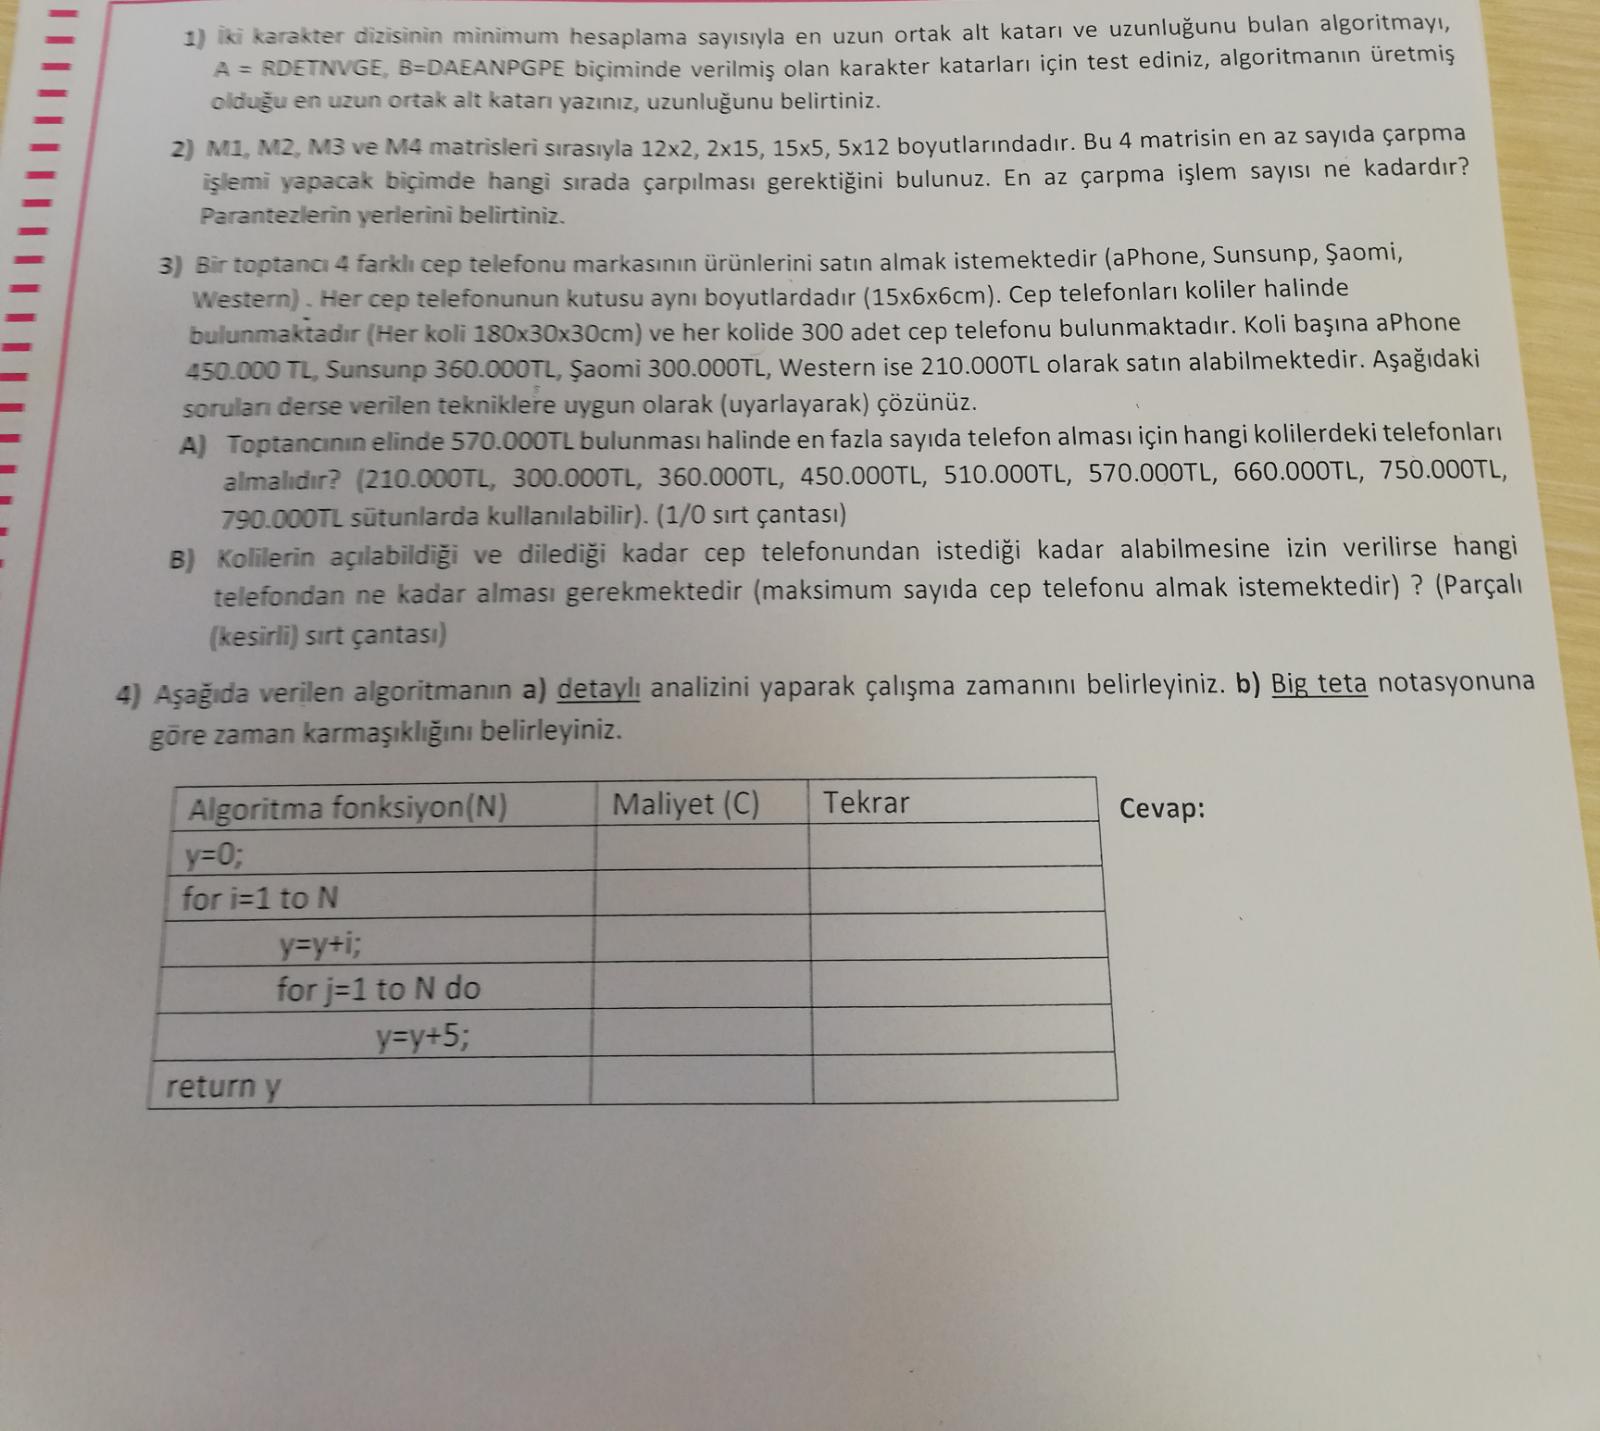 1) İki karakter dizisinin minimum hesaplama sayısıyla en uzun ortak alt katarı ve uzunluğunu bulan algoritmayı,
A = RDETNVGE, B=DAEANPGPE biçiminde verilmiş olan karakter katarları için test ediniz, algoritmanın üretmiş
olduğu en uzun ortak alt katarı yazınız, uzunluğunu belirtiniz.
2) M1, M2, M3 ve M4 matrisleri sırasıyla 12x2, 2x15, 15x5, 5x12 boyutlarındadır. Bu 4 matrisin en az sayıda çarpma
işlemi yapacak biçimde hangi sırada çarpılması gerektiğini bulunuz. En az çarpma işlem sayısı ne kadardır?
Parantezlerin yerlerini belirtiniz.
3) Bir toptancı 4 farklı cep telefonu markasının ürünlerini satın almak istemektedir (aPhone, Sunsunp, Şaomi,
Western) . Her cep telefonunun kutusu aynı boyutlardadır (15x6x6cm). Cep telefonları koliler halinde
bulunmaktadır (Her koli 180x30x30cm) ve her kolide 300 adet cep telefonu bulunmaktadır. Koli başına aPhone
450.000 TL, Sunsunp 360.000TL, Şaomi 300.000TL, Western ise 210.000TL olarak satın alabilmektedir. Aşağıdaki
soruları derse verilen tekniklere uygun olarak (uyarlayarak) çözünüz.
A) Toptancının elinde 570.000TL bulunması halinde en fazla sayıda telefon alması için hangi kolilerdeki telefonları
almalıdır? (210.000TL, 300.000TL, 360.000TL, 450.000TL, 510.000TL, 570.000TL, 660.000TL, 750.000TL,
790.000TL sütunlarda kullanılabilir). (1/0 sırt çantası)
B) Kolilerin açılabildiği ve dilediği kadar cep telefonundan istediği kadar alabilmesine izin verilirse hangi
telefondan ne kadar alması gerekmektedir (maksimum sayıda cep telefonu almak istemektedir) ? (Parçalı
(kesirli) sırt çantası)
4) Aşağıda verilen algoritmanın a) detaylı analizini yaparak çalışma zamanını belirleyiniz. b) Big teta notasyonuna
göre zaman karmaşıklığını belirleyiniz.
Algoritma fonksiyon(N) Maliyet (C) Tekrar Cevap:
y=0;
for i=1 to N
y=y+i;
for j=1 to N do
y=y+5;
return y